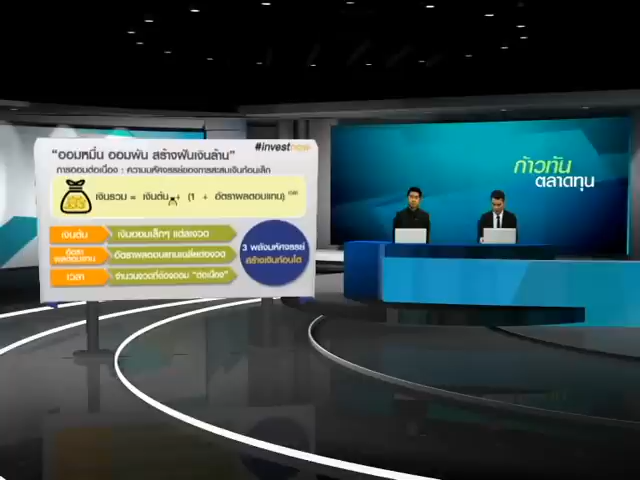 #investnow
"ออมหมื่น ออมพัน สร้างฝันเงินล้าน"
การออมต่อเนื่อง : ความมหัศจรรย์ของการสะสมเงินก้อนเล็ก
เงินรวม = เงินต้น + (1 + อัตราผลตอบแทน) เวลา
เงินต้น เงินออมเล็กๆ แต่ละงวด
อัตราผลตอบแทน อัตราผลตอบแทนเฉลี่ยแต่ละงวด
เวลา จำนวนงวดที่ต้องออม "ต่อเนื่อง"
3 พลังมหัศจรรย์
สร้างเงินก้อนโต
ก้าวทัน
ตลาดทุน